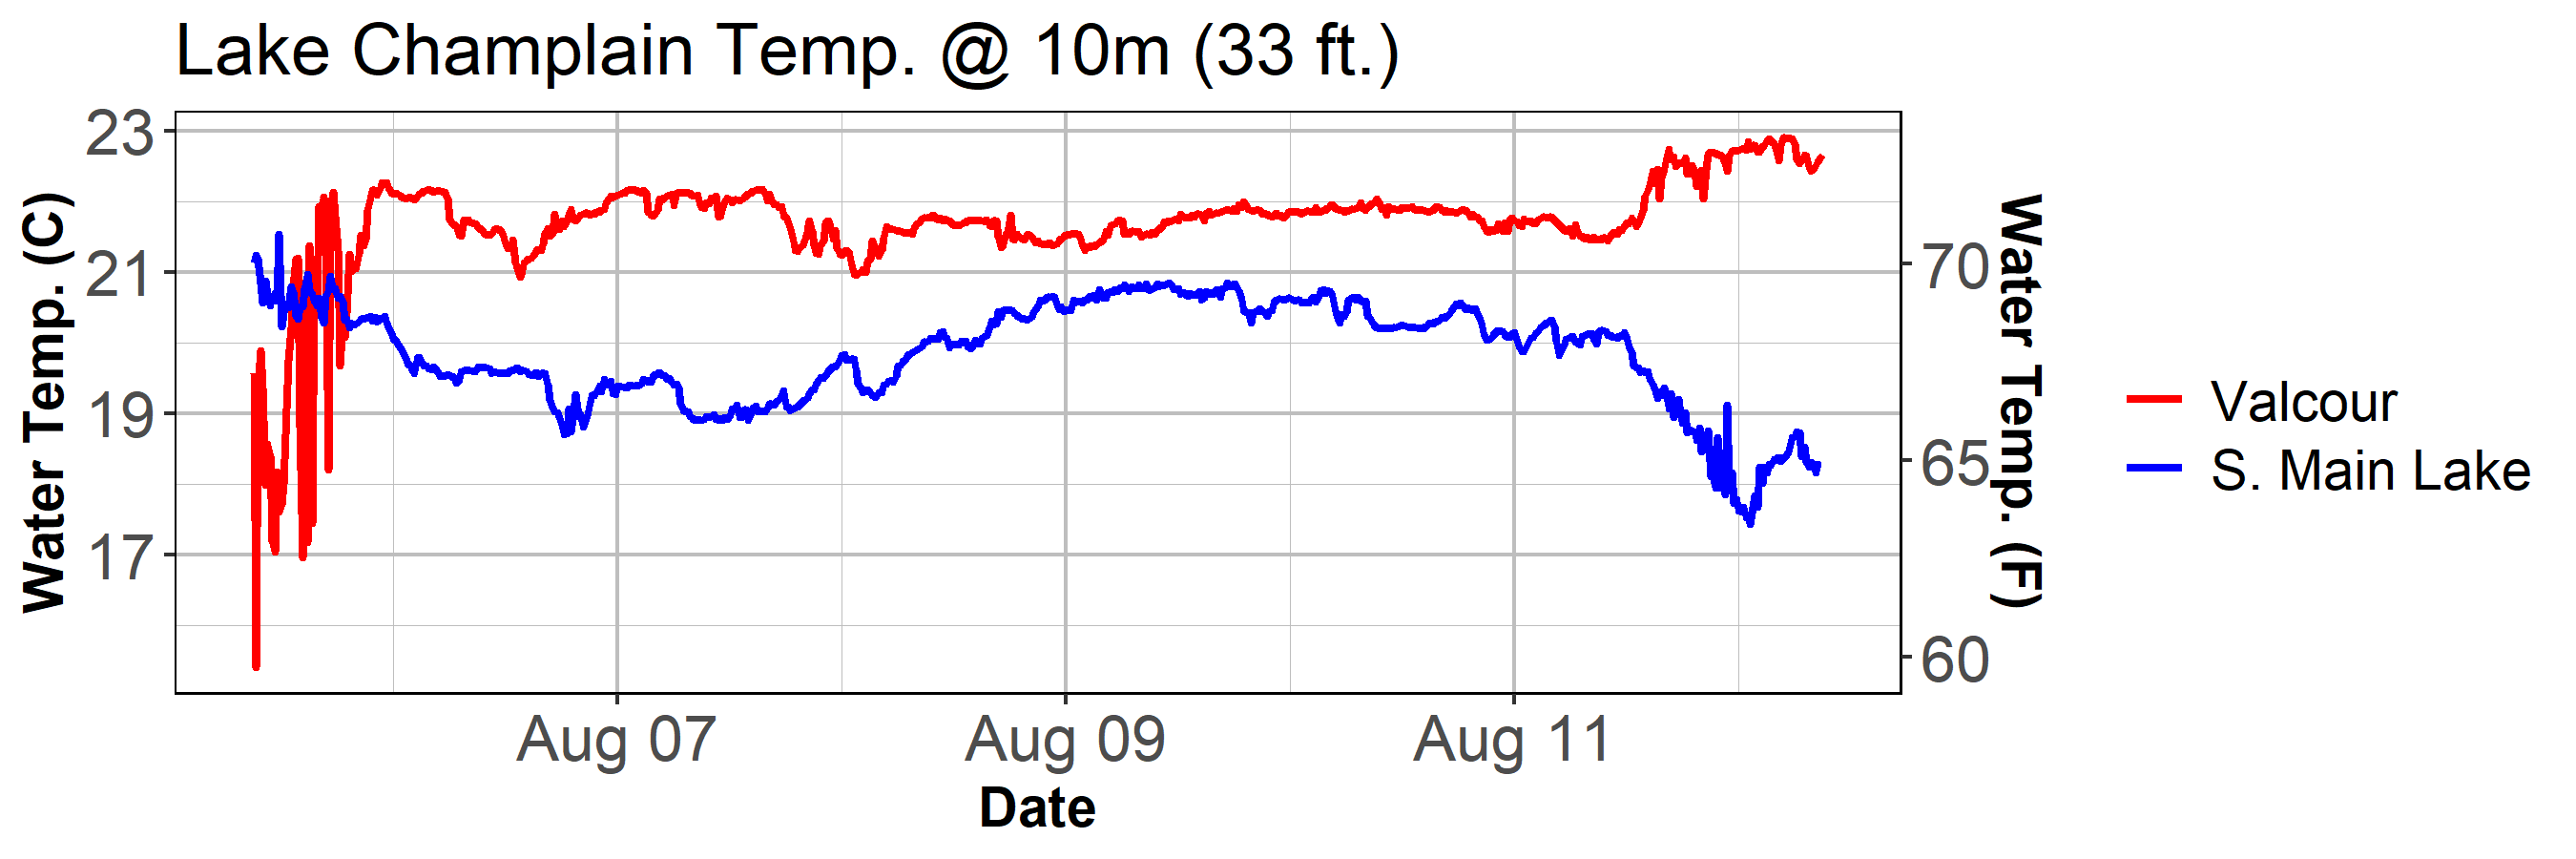 Lake Champlain Temp. @ 10m (33 ft.)
Water Temp. (C)
23
21
19
17
Water Temp. (F)
70
65
60
Aug 07
Aug 09
Aug 11
Date
Valcour
S. Main Lake